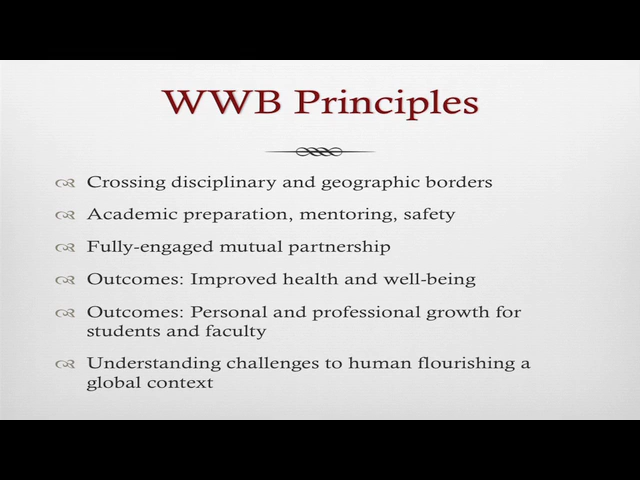 WWB Principles
Crossing disciplinary and geographic borders
Academic preparation, mentoring, safety
Fully-engaged mutual partnership
Outcomes: Improved health and well-being
Outcomes: Personal and professional growth for
students and faculty
Understanding challenges to human flourishing a
global context